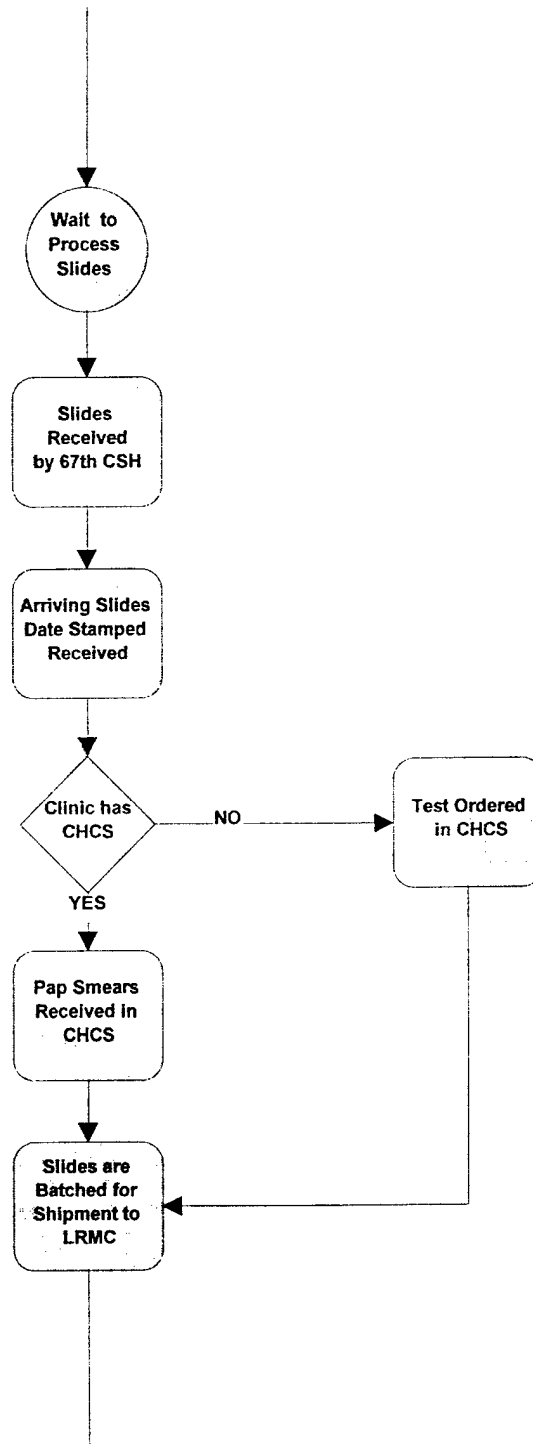 Wait to
Process
Slides
Slides
Received
by 67th CSH
Arriving Slides
Date Stamped
Received
Clinic has
CHCS
NO
Test Ordered
in CHCS
YES
Pap Smears
Received in
CHCS
Slides are
Batched for
Shipment to
LRMC